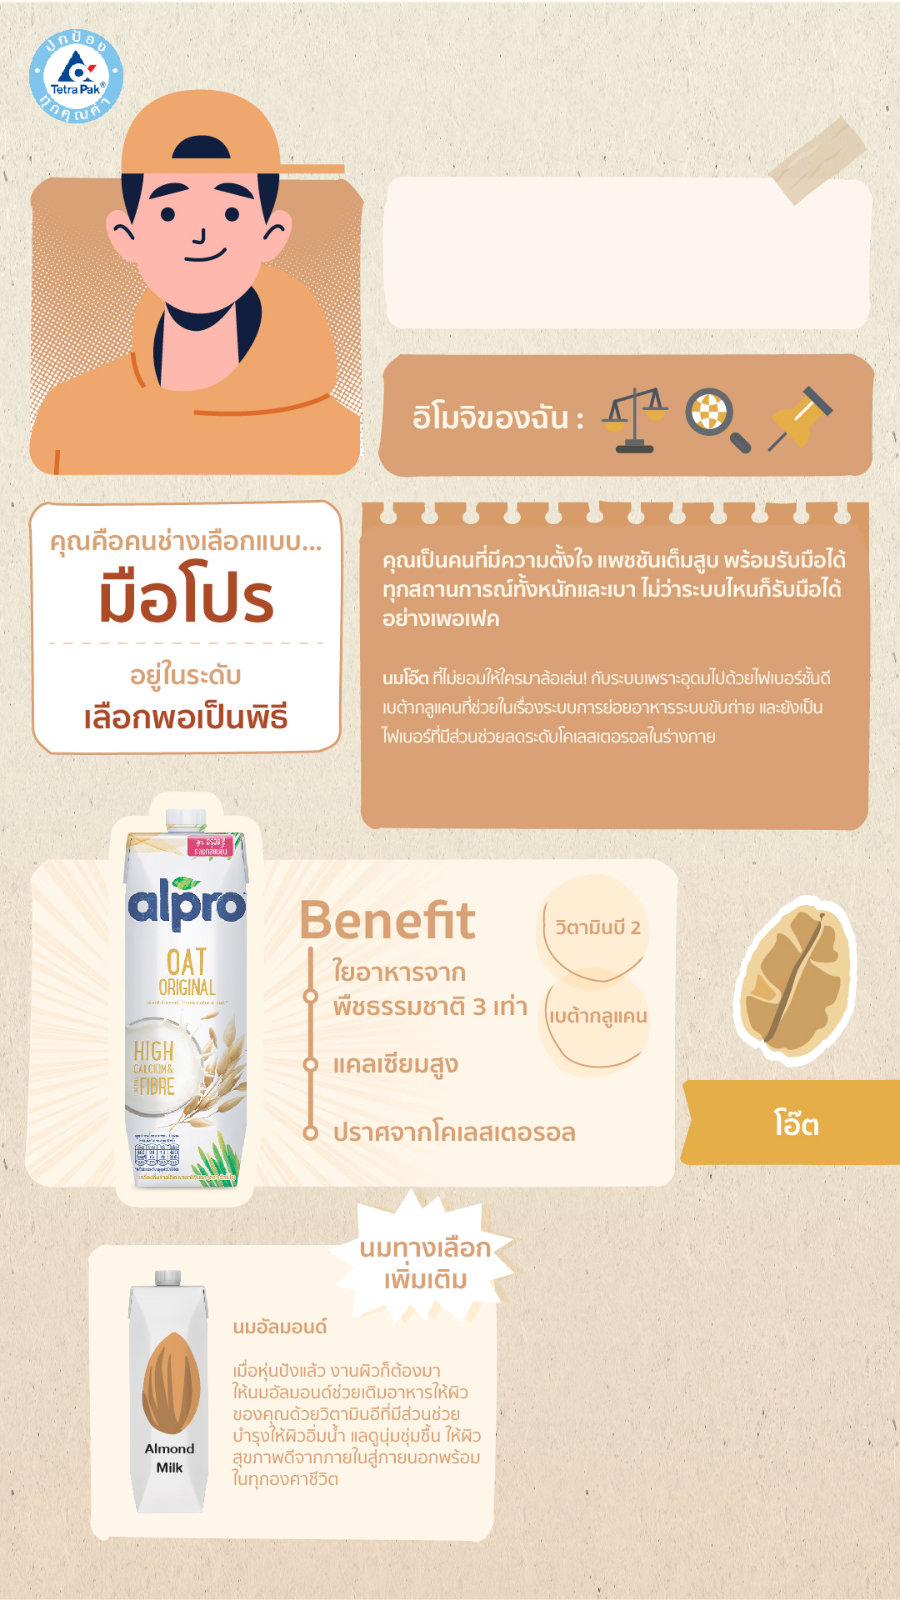 ปกป้อง
Tetra Pak®
ทุกคุณค่า
อิโมจิของฉัน :
คุณคือคนช่างเลือกแบบ...
มือโปร
อยู่ในระดับ
เลือกพอเป็นพิธี
คุณเป็นคนที่มีความตั้งใจ แพชชันเต็มสูบ พร้อมรับมือได้
ทุกสถานการณ์ทั้งหนักและเบา ไม่ว่าระบบไหนก็รับมือได้
อย่างเพอเฟค
นมโอ๊ต ที่ไม่ยอมให้ใครมาล้อเล่น! กับระบบเพราะอุดมไปด้วยไฟเบอร์ชั้นดี
เบต้ากลูแคนที่ช่วยในเรื่องระบบการย่อยอาหารระบบขับถ่าย และยังเป็น
ไฟเบอร์ที่มีส่วนช่วยลดระดับโคเลสเตอรอลในร่างกาย
alpro
OAT
ORIGINAL
HIGH
CALCIUM &
FIBRE
Benefit
ใยอาหารจาก
พืชธรรมชาติ 3 เท่า
แคลเซียมสูง
ปราศจากโคเลสเตอรอล
วิตามินบี 2
เบต้ากลูแคน
โอ๊ต
นมทางเลือก
เพิ่มเติม
นมอัลมอนด์
เมื่อหุ่นปังแล้ว งานผิวก็ต้องมา
ให้นมอัลมอนด์ช่วยเติมอาหารให้ผิว
ของคุณด้วยวิตามินอีที่มีส่วนช่วย
บำรุงให้ผิวอิ่มน้ำ แลดูนุ่มชุ่มชื้น ให้ผิว
สุขภาพดีจากภายในสู่ภายนอกพร้อม
ในทุกองศาชีวิต
Almond
Milk